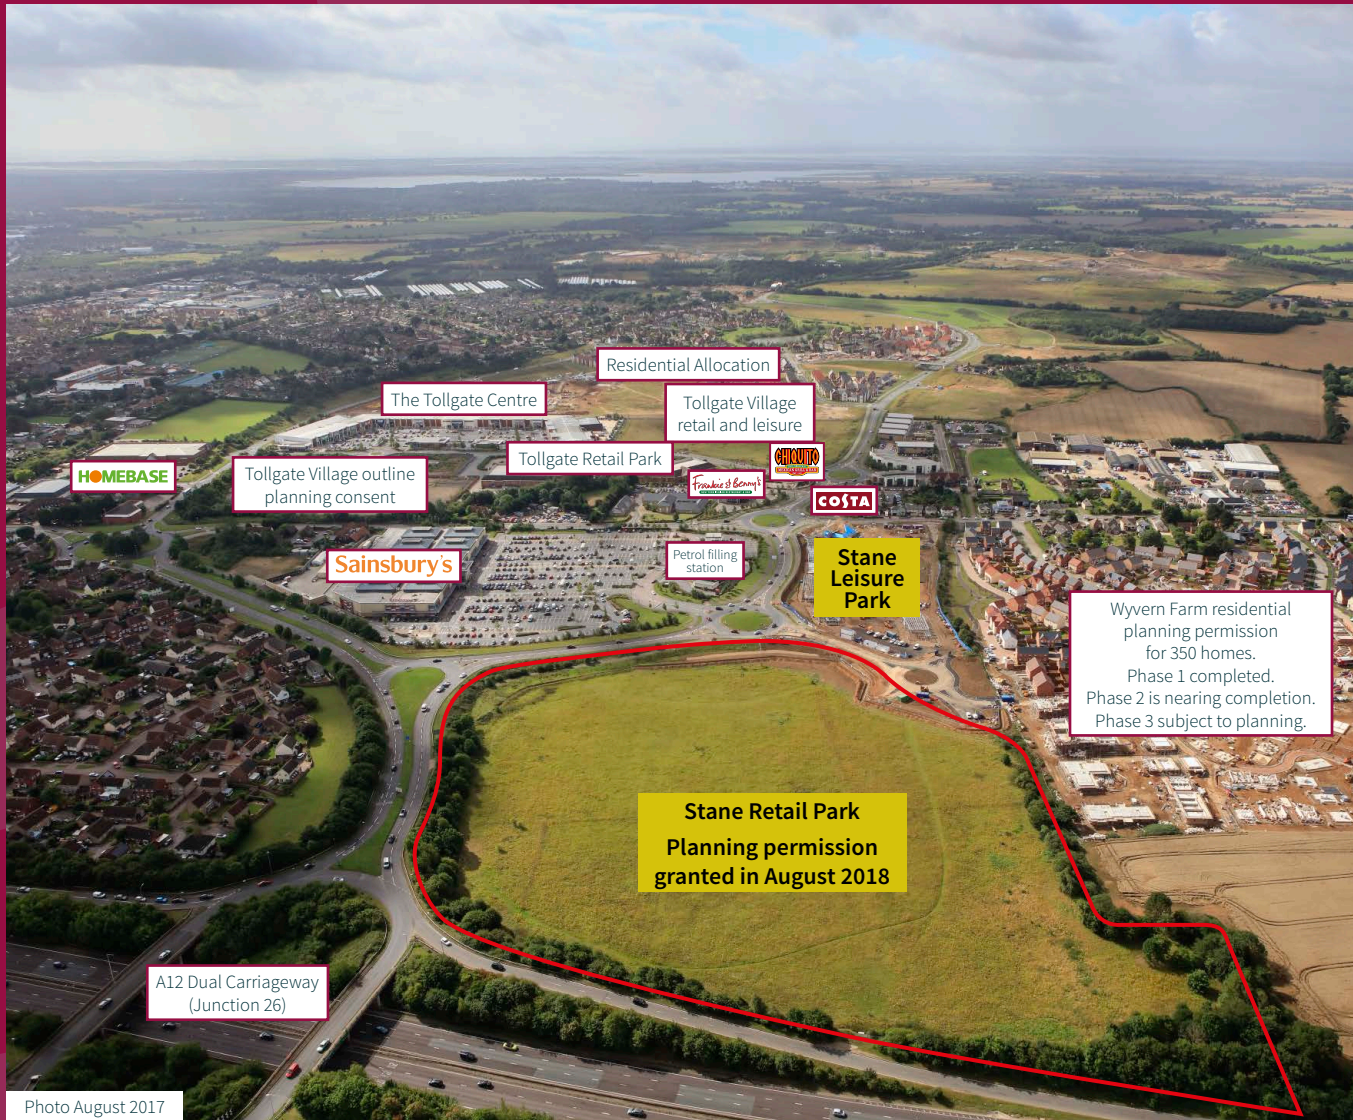 Residential Allocation
The Tollgate Centre
Tollgate Village
retail and leisure
Tollgate Retail Park
CHIQUITO
HOMEBASE
Tollgate Village outline
planning consent
Frankie & Benny's
COSTA
Sainsbury's
Petrol filling
station
Stane
Leisure
Park
Wyvern Farm residential
planning permission
for 350 homes.
Phase 1 completed.
Phase 2 is nearing completion.
Phase 3 subject to planning.
Stane Retail Park
Planning permission
granted in August 2018
A12 Dual Carriageway
(Junction 26)
Photo August 2017